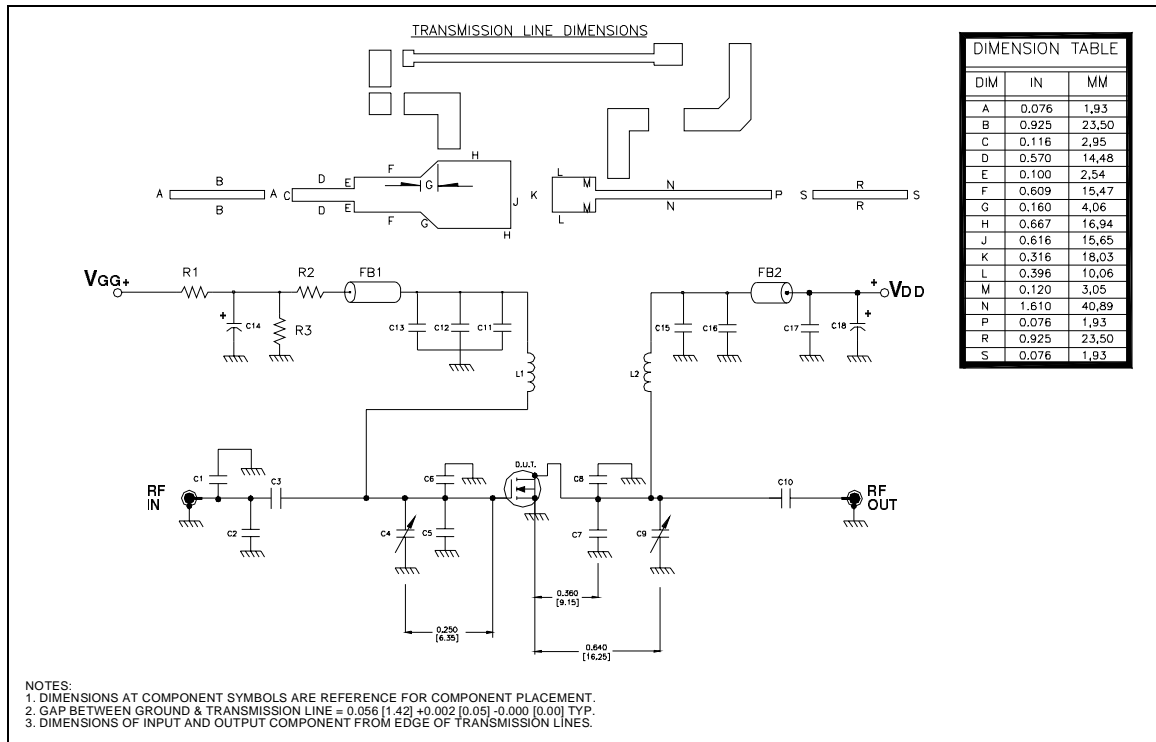 TRANSMISSION LINE DIMENSIONS
H
F
G
D
E
B
A
A
C
B
D
E
F
G
H
J
K
L
M
N
P
S
R
S
L
M
N
R
DIMENSION TABLE
DIM IN MM
A 0.076 1,93
B 0.925 23,50
C 0.116 2,95
D 0.570 14,48
E 0.100 2,54
F 0.609 15,47
G 0.160 4,06
H 0.667 16,94
J 0.616 15,65
K 0.316 18,03
L 0.396 10,06
M 0.120 3,05
N 1.610 40,89
P 0.076 1,93
R 0.925 23,50
S 0.076 1,93
VGG+
R1
R2
FB1
FB2
+
VDD
+
C14
R3
C13
C12
C11
C15
C16
C17
C18
+
L1
L2
RF
IN
C1
C2
C3
C4
C5
C6
D.U.T.
C7
C8
C9
C10
RF
OUT
0.250
[6.35]
0.360
[9.15]
0.640
[16.25]
NOTES:
1. DIMENSIONS AT COMPONENT SYMBOLS ARE REFERENCE FOR COMPONENT PLACEMENT.
2. GAP BETWEEN GROUND & TRANSMISSION LINE = 0.056 [1.42] +0.002 [0.05] -0.000 [0.00] TYP.
3. DIMENSIONS OF INPUT AND OUTPUT COMPONENT FROM EDGE OF TRANSMISSION LINES.